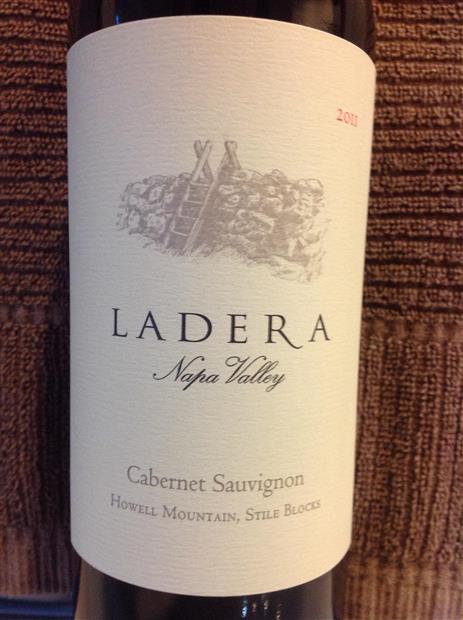 2011
LADERA
Napa Valley
Cabernet Sauvignon
Howell Mountain, Stile Blocks